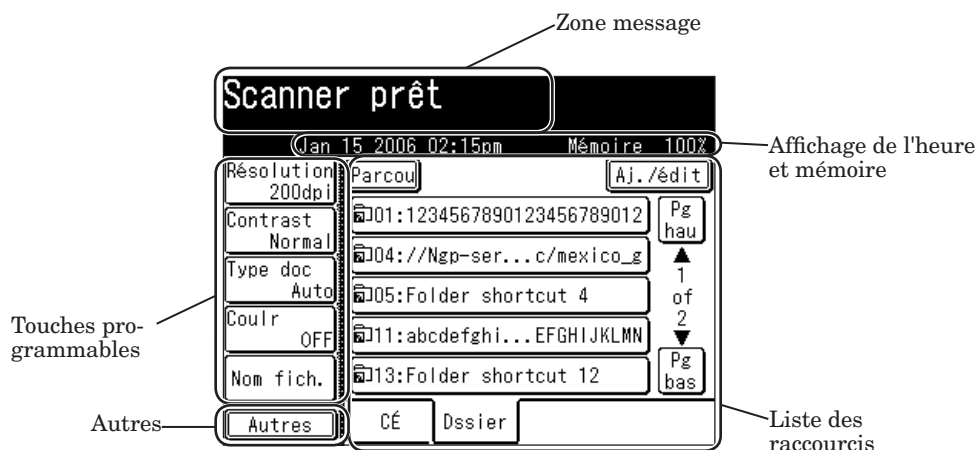 Zone message
Scanner prêt
Jan 15 2006 02:15pm Mémoire 100%
Affichage de l'heure
et mémoire
Résolution
200dpi
Contrast
Normal
Type doc
Auto
Coulr
OFF
Nom fich.
Touches pro-
grammables
Autres
Autres
Parcou
Aj./édit
01:1234567890123456789012
04://Ngp-ser...c/mexico_g
05:Folder shortcut 4
11:abcdefghi...EFGHIJKLMN
13:Folder shortcut 12
Pg
hau
1
of
2
Pg
bas
CÉ
Dssier
Liste des
raccourcis